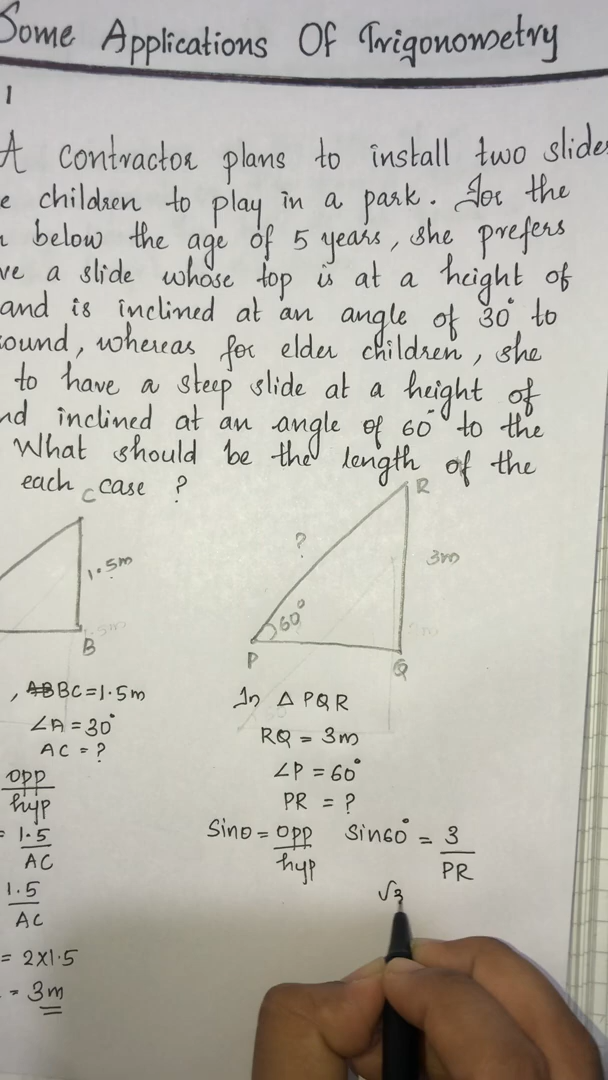 Some Applications Of Trigonometry
1
A contractor plans to install two slides
children to play in a park. For the
below the age of 5 years, she prefers
a slide whose top is at a height of
and is inclined at an angle of 30° to
whereas for elder children, she
to have a steep slide at a height of
inclined at an angle of 60° to the
What should be the length of the
each case ?
C
R
?
1.5m
3m
60°
B
P
Q
, BC=1.5m
∠A = 30°
AC = ?
opp
hyp
= 1.5
AC
1.5
AC
= 2x1.5
= 3m
In △ PQR
RQ = 3m
∠P = 60°
PR = ?
Sinθ = opp
hyp
Sin60° = 3
PR
√3